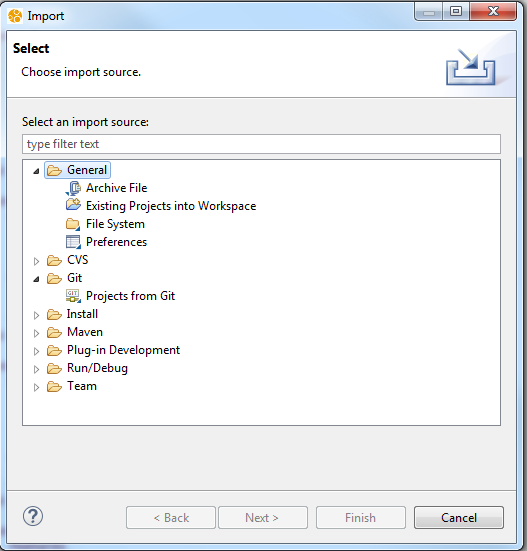 Import
Select
Choose import source.
Select an import source:
type filter text
General
Archive File
Existing Projects into Workspace
File System
Preferences
CVS
Git
GIT
Projects from Git
Install
Maven
Plug-in Development
Run/Debug
Team
?
< Back
Next >
Finish
Cancel